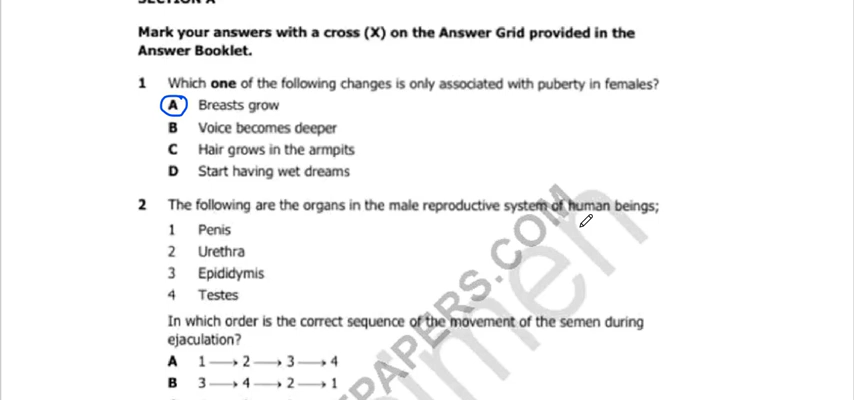 Mark your answers with a cross (X) on the Answer Grid provided in the
Answer Booklet.
1 Which one of the following changes is only associated with puberty in females?
A Breasts grow
B Voice becomes deeper
C Hair grows in the armpits
D Start having wet dreams
2 The following are the organs in the male reproductive system of human beings;
1 Penis
2 Urethra
3 Epididymis
4 Testes
In which order is the correct sequence of the movement of the semen during
ejaculation?
A 1 → 2 → 3 → 4
B 3 → 4 → 2 → 1
PAPERS.COM